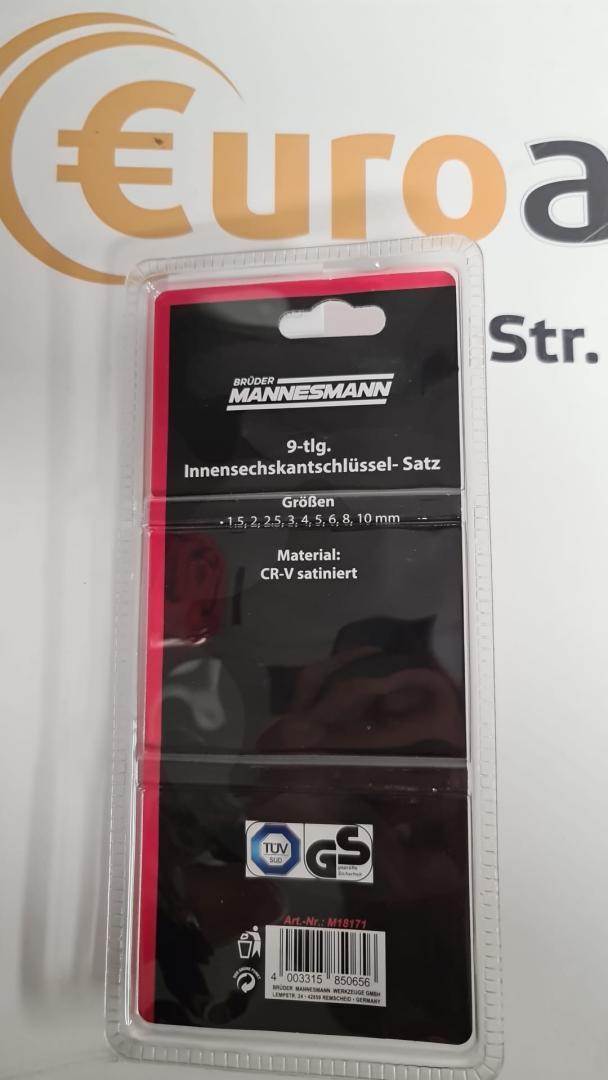 €uroa
Str.
BRÜDER
MANNESMANN
9-tlg.
Innensechskantschlüssel- Satz
Größen
• 1,5, 2, 2,5, 3, 4, 5, 6, 8, 10 mm
Material:
CR-V satiniert
TÜV
SÜD
GS
geprüfte
Sicherheit
Art.-Nr.: M18171
4 003315 850656
BRÜDER MANNESMANN WERKZEUGE GMBH
LEMPSTR. 24 • 42859 REMSCHEID • GERMANY